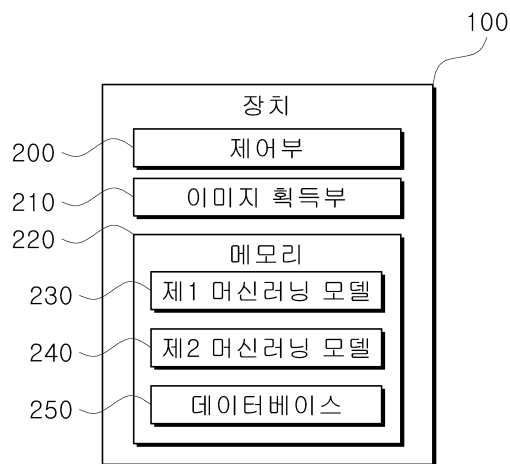 100
장치
200
제어부
210
이미지 획득부
220
메모리
230
제1 머신러닝 모델
240
제2 머신러닝 모델
250
데이터베이스